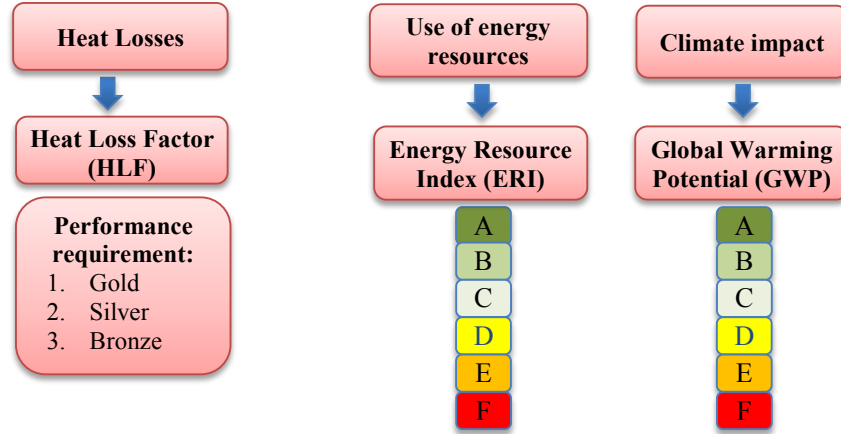 Heat Losses
Heat Loss Factor
(HLF)
Performance
requirement:
1. Gold
2. Silver
3. Bronze
Use of energy
resources
Energy Resource
Index (ERI)
A
B
C
D
E
F
Climate impact
Global Warming
Potential (GWP)
A
B
C
D
E
F